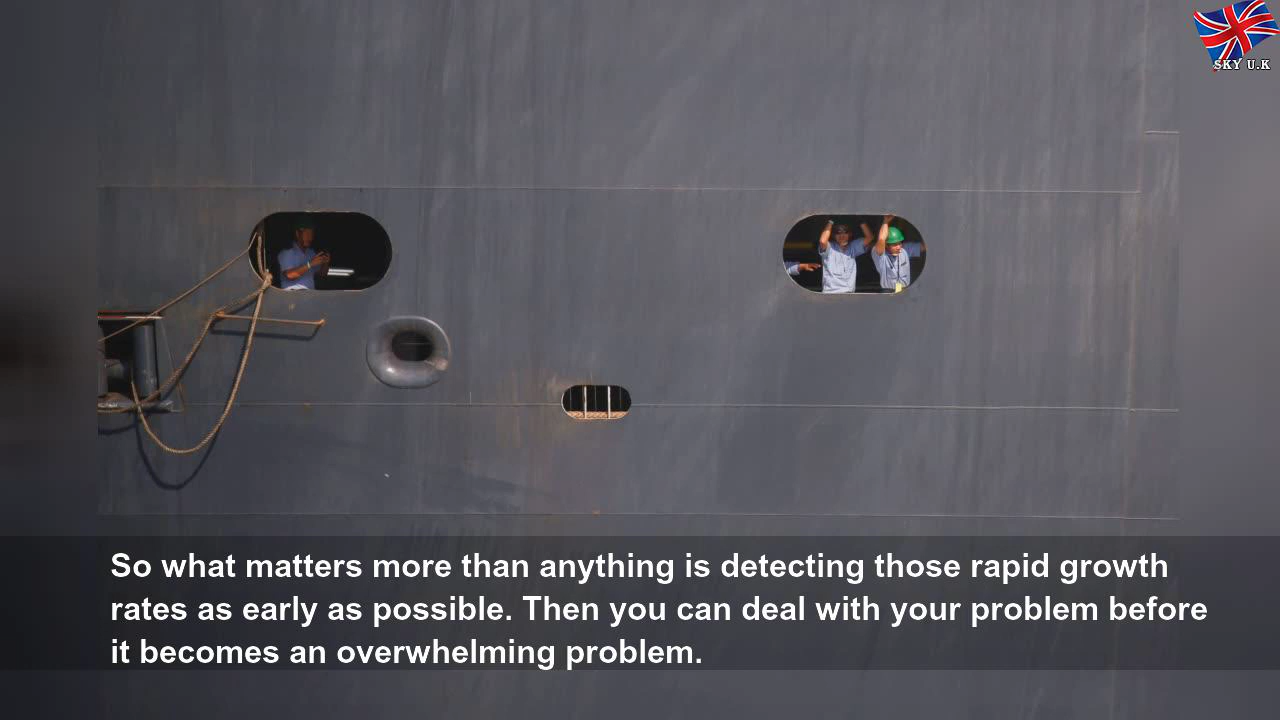 SKY U.K
So what matters more than anything is detecting those rapid growth
rates as early as possible. Then you can deal with your problem before
it becomes an overwhelming problem.